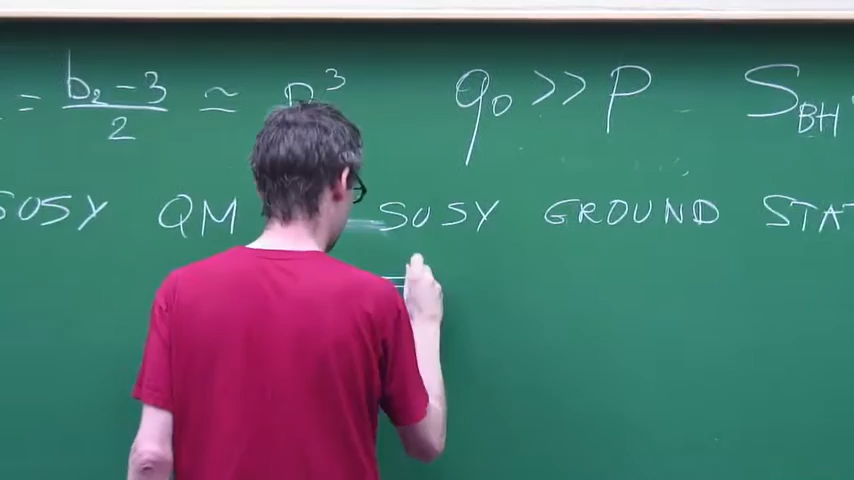 = b₂-3/2 ≃ p³ q₀ >> P S_BH
SUSY QM SUSY GROUND STAT
=